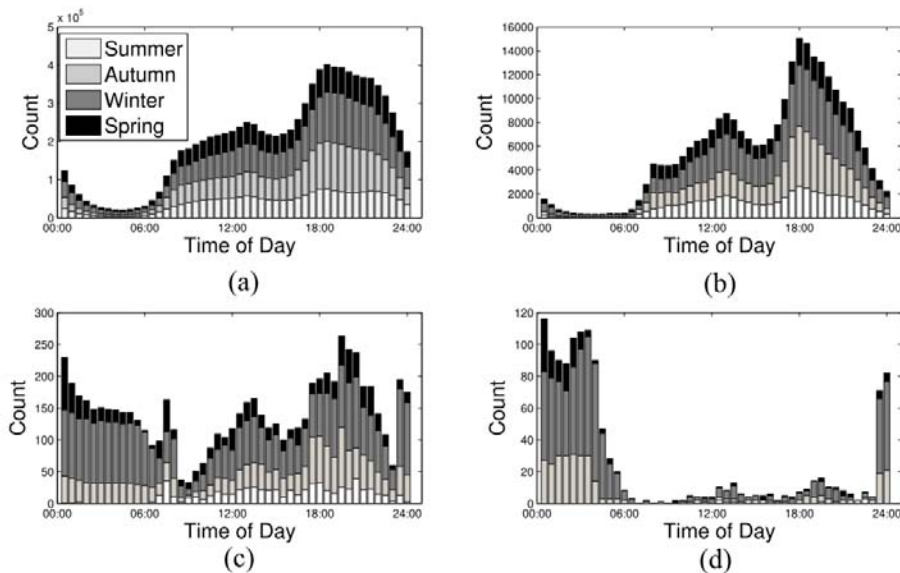 x 10⁵
5
4
3
2
1
0
Count
Summer
Autumn
Winter
Spring
00:00 06:00 12:00 18:00 24:00
Time of Day
(a)
16000
14000
12000
10000
8000
6000
4000
2000
0
Count
00:00 06:00 12:00 18:00 24:00
Time of Day
(b)
300
250
200
150
100
50
0
Count
00:00 06:00 12:00 18:00 24:00
Time of Day
(c)
120
100
80
60
40
20
0
Count
00:00 06:00 12:00 18:00 24:00
Time of Day
(d)